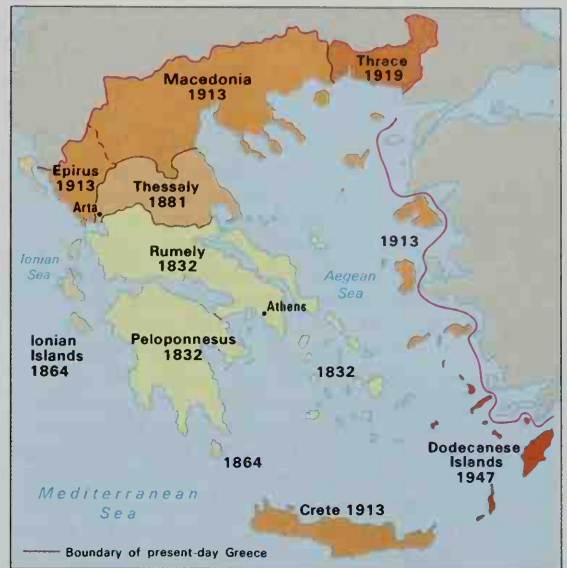 Macedonia
1913
Thrace
1919
Epirus
1913
Thessaly
1881
Arta
Rumely
1832
1913
Ionian
Sea
Aegean
Sea
Athens
Ionian
Islands
1864
Peloponnesus
1832
1832
1864
Dodecanese
Islands
1947
Mediterranean
Sea
Crete 1913
Boundary of present-day Greece